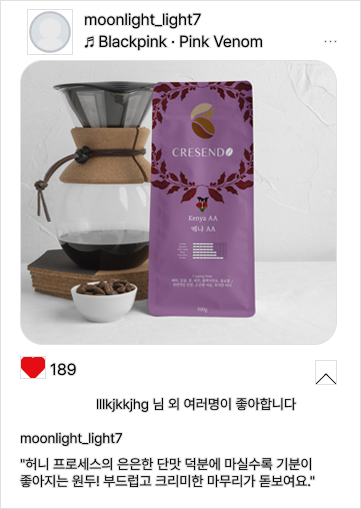 moonlight_light7
♬ Blackpink · Pink Venom
CRESENDO
Kenya AA
케냐 AA
189
lllkjkkjhg 님 외 여러명이 좋아합니다
moonlight_light7
"허니 프로세스의 은은한 단맛 덕분에 마실수록 기분이
좋아지는 원두! 부드럽고 크리미한 마무리가 돋보여요."